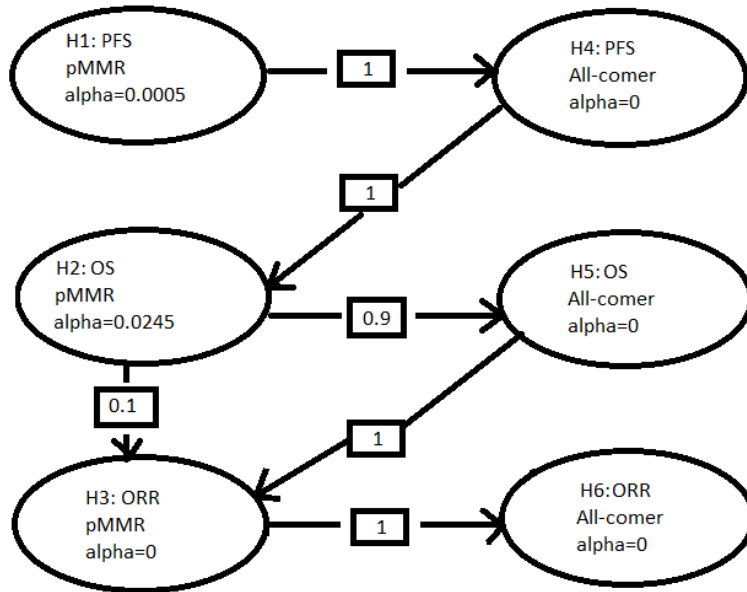 H1: PFS
pMMR
alpha=0.0005
1
H4: PFS
All-comer
alpha=0
1
H2: OS
pMMR
alpha=0.0245
0.9
H5: OS
All-comer
alpha=0
0.1
1
H3: ORR
pMMR
alpha=0
1
H6:ORR
All-comer
alpha=0